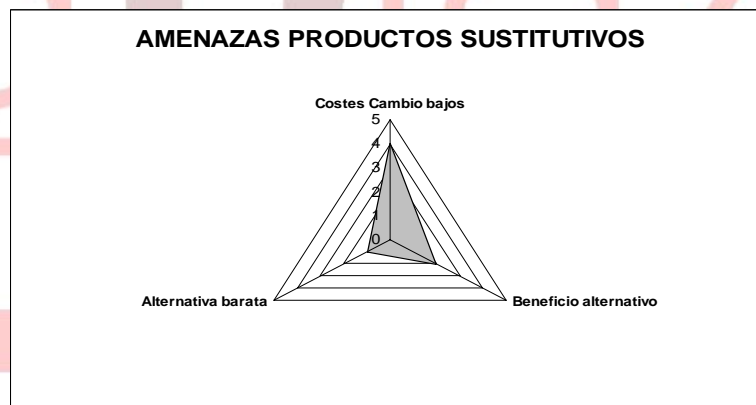 AMENAZAS PRODUCTOS SUSTITUTIVOS
Costes Cambio bajos
5
4
3
2
1
0
Alternativa barata
Beneficio alternativo